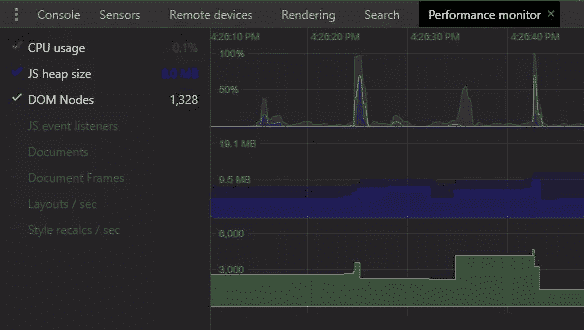 Console Sensors Remote devices Rendering Search Performance monitor ×
CPU usage 0.1%
JS heap size
DOM Nodes 1,328
JS event listeners
Documents
Document Frames
Layouts / sec
Style recalcs / sec
4:26:10 PM 4:26:20 PM 4:26:30 PM 4:26:40 PM
100%
50%
19.1 MB
9.5 MB
6,000
3,000